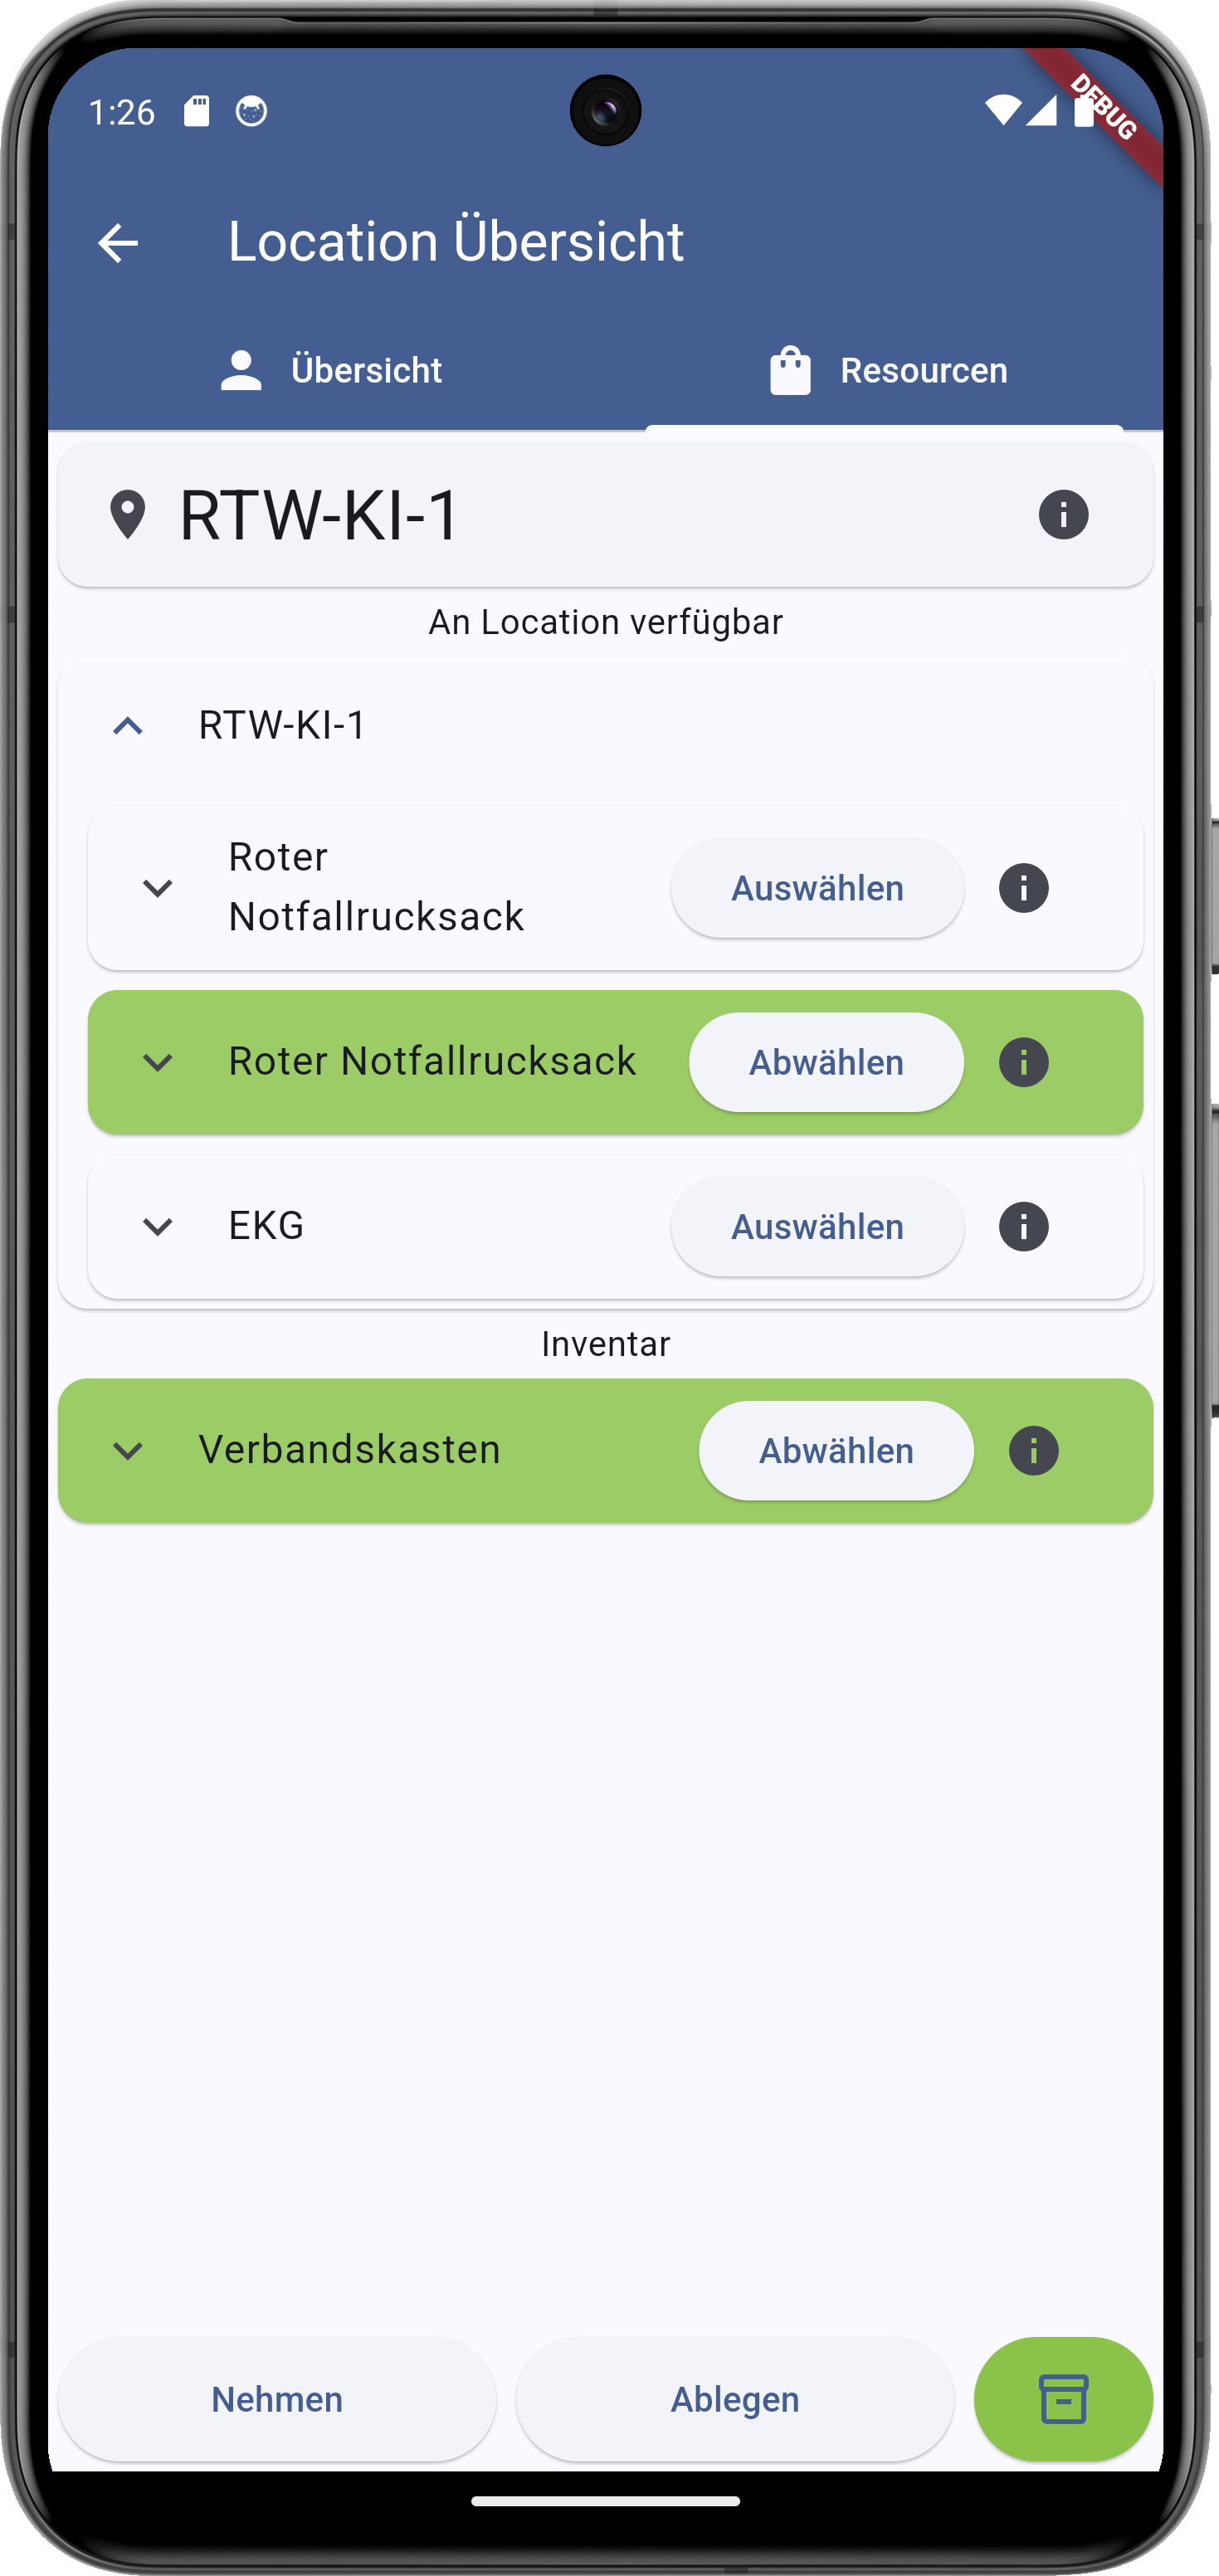 1:26
DEBUG
Location Übersicht
Übersicht
Resourcen
RTW-KI-1
An Location verfügbar
RTW-KI-1
Roter
Notfallrucksack
Auswählen
Roter Notfallrucksack
Abwählen
EKG
Auswählen
Inventar
Verbandskasten
Abwählen
Nehmen
Ablegen